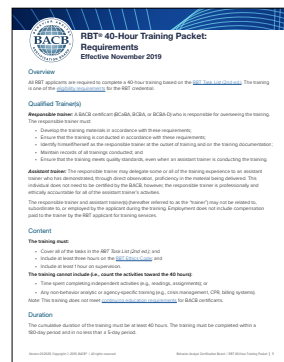 BACB
RBT® 40-Hour Training Packet:
Requirements
Effective November 2019
Overview
All RBT applicants are required to complete a 40-hour training based on the RBT Task List (2nd ed.). The training
is one of the eligibility requirements for the RBT credential.
Qualified Trainer(s)
Responsible trainer: A BACB certificant (BCaBA, BCBA, or BCBA-D) who is responsible for overseeing the training.
The responsible trainer must:
• Develop the training materials in accordance with these requirements;
• Ensure that the training is conducted in accordance with these requirements;
• Identify himself/herself as the responsible trainer at the outset of training and on the training documentation;
• Maintain records of all trainings conducted; and
• Ensure that the training meets quality standards, even when an assistant trainer is conducting the training.
Assistant trainer: The responsible trainer may delegate some or all of the training experience to an assistant
trainer who has demonstrated, through direct observation, proficiency in the material being delivered. This
individual does not need to be certified by the BACB, however, the responsible trainer is professionally and
ethically accountable for all of the assistant trainer's activities.
The responsible trainer and assistant trainer(s) (hereafter referred to as the "trainer") may not be related to,
subordinate to, or employed by the applicant during the training. Employment does not include compensation
paid to the trainer by the RBT applicant for training services.
Content
The training must:
• Cover all of the tasks in the RBT Task List (2nd ed.); and
• Include at least three hours on the RBT Ethics Code; and
• Include at least 1 hour on supervision.
The training cannot include (i.e., count the activities toward the 40 hours):
• Time spent completing independent activities (e.g., readings, assignments); or
• Any non-behavior analytic or agency-specific training (e.g., crisis management, CPR, billing systems).
Note: This training does not meet continuing education requirements for BACB certificants.
Duration
The cumulative duration of the training must be at least 40 hours. The training must be completed within a
180-day period and in no less than a 5-day period.